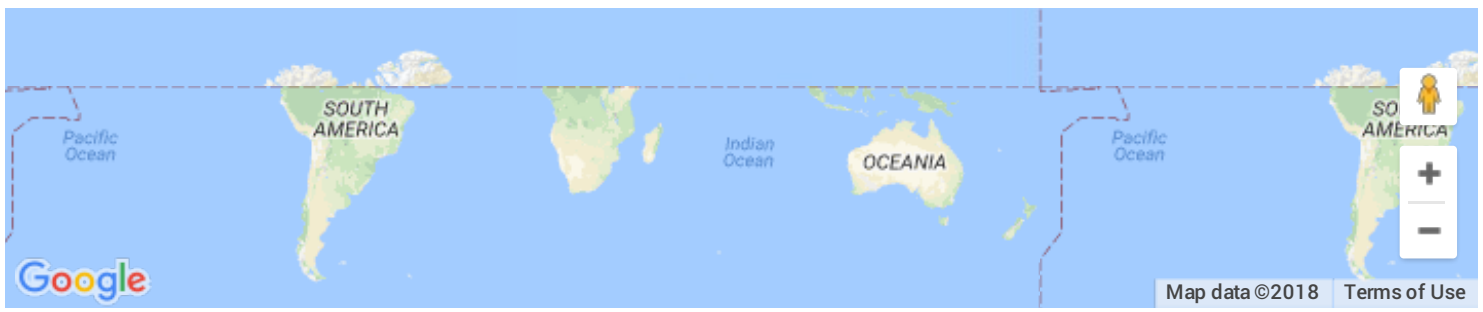 SOUTH
AMERICA
OCEANIA
Pacific
Ocean
Indian
Ocean
Pacific
Ocean
SO
AMERICA
Google
Map data ©2018
Terms of Use